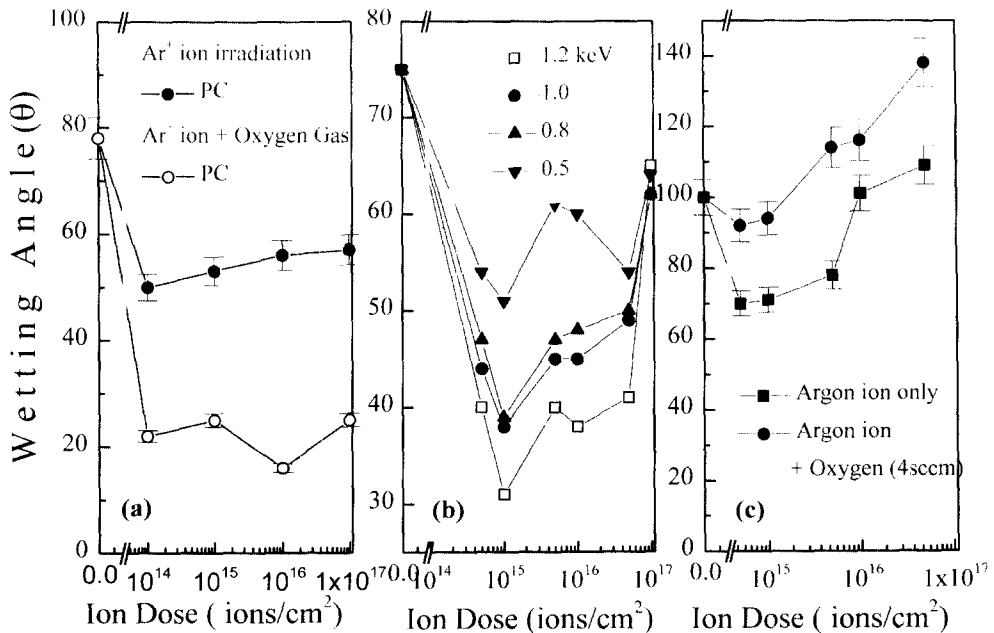 Wetting Angle(θ)
100
80
60
40
20
0
Ar⁺ ion irradiation
PC
Ar⁺ ion + Oxygen Gas
PC
(a)
0.0 10¹⁴ 10¹⁵ 10¹⁶ 1x10¹⁷
Ion Dose ( ions/cm²)
80
70
60
50
40
30
1.2 keV
1.0
0.8
0.5
(b)
0.0 10¹⁴ 10¹⁵ 10¹⁶ 10¹⁷
Ion Dose (ions/cm²)
140
120
100
80
60
40
20
0
Argon ion only
Argon ion
+ Oxygen (4sccm)
(c)
0.0 10¹⁵ 10¹⁶ 1x10¹⁷
Ion Dose ( ions/cm²)